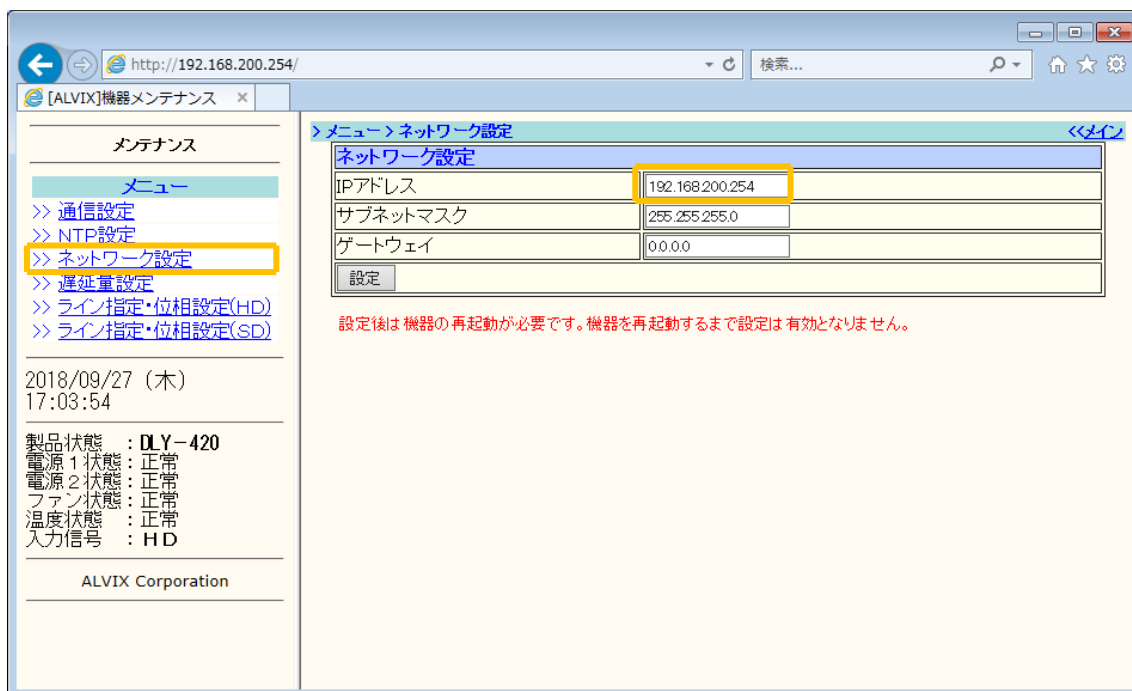 http://192.168.200.254/
検索...
[ALVIX]機器メンテナンス
メンテナンス
メニュー
>> 通信設定
>> NTP設定
>> ネットワーク設定
>> 遅延量設定
>> ライン指定・位相設定(HD)
>> ライン指定・位相設定(SD)
2018/09/27 (木)
17:03:54
製品状態 :DLY-420
電源1状態:正常
電源2状態:正常
ファン状態:正常
温度状態 :正常
入力信号 :HD
ALVIX Corporation
> メニュー > ネットワーク設定 <<メイン
ネットワーク設定
IPアドレス 192.168.200.254
サブネットマスク 255.255.255.0
ゲートウェイ 0.0.0.0
設定
設定後は機器の再起動が必要です。機器を再起動するまで設定は有効となりません。